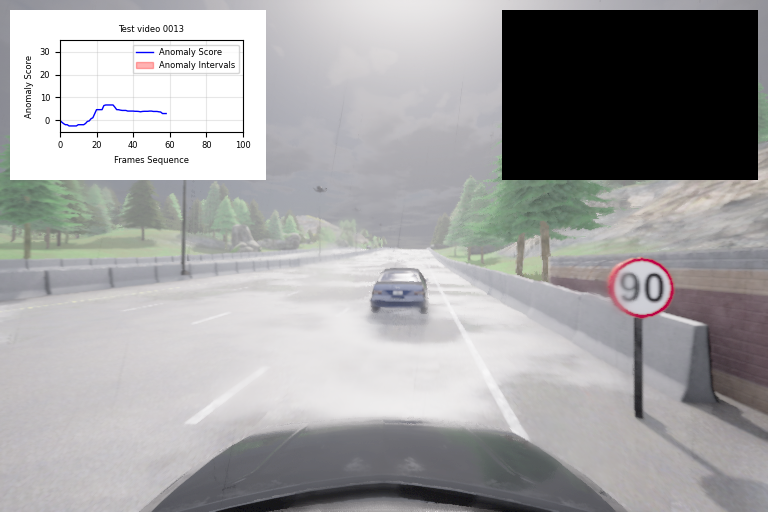 Test video 0013
Anomaly Score
Anomaly Intervals
30
20
10
0
Anomaly Score
0 20 40 60 80 100
Frames Sequence
90